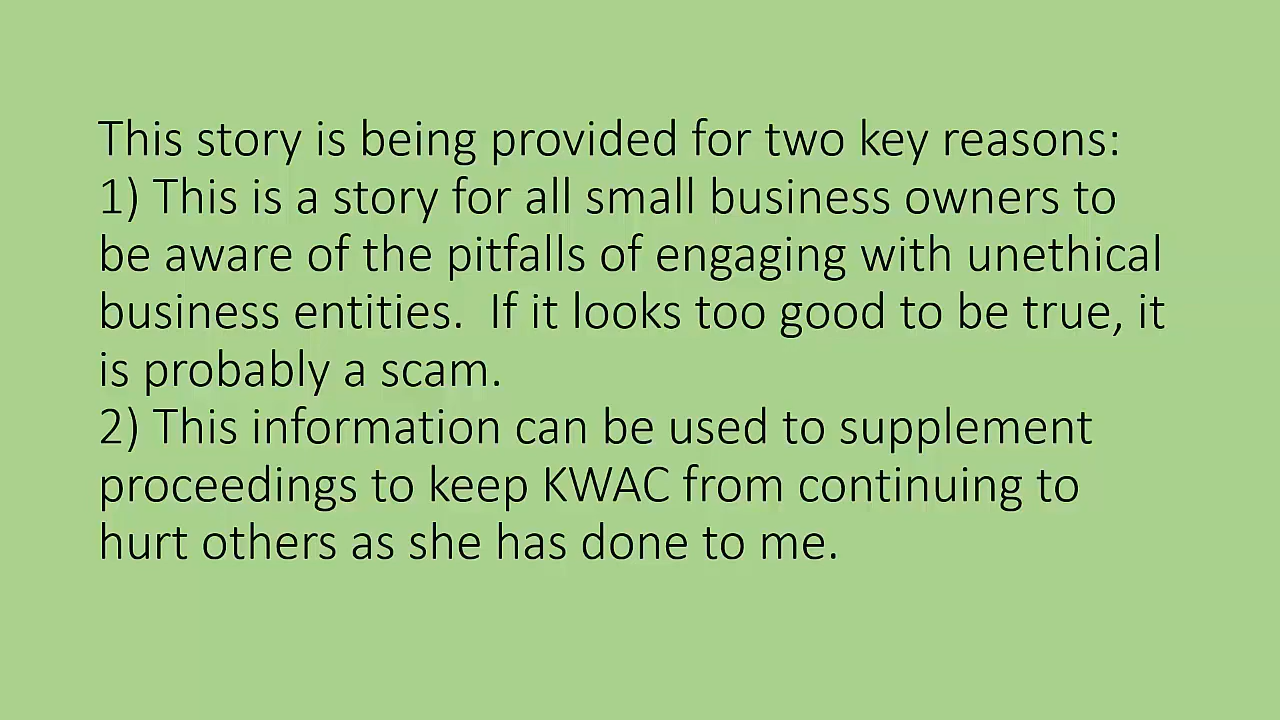 This story is being provided for two key reasons:
1) This is a story for all small business owners to
be aware of the pitfalls of engaging with unethical
business entities.  If it looks too good to be true, it
is probably a scam.
2) This information can be used to supplement
proceedings to keep KWAC from continuing to
hurt others as she has done to me.